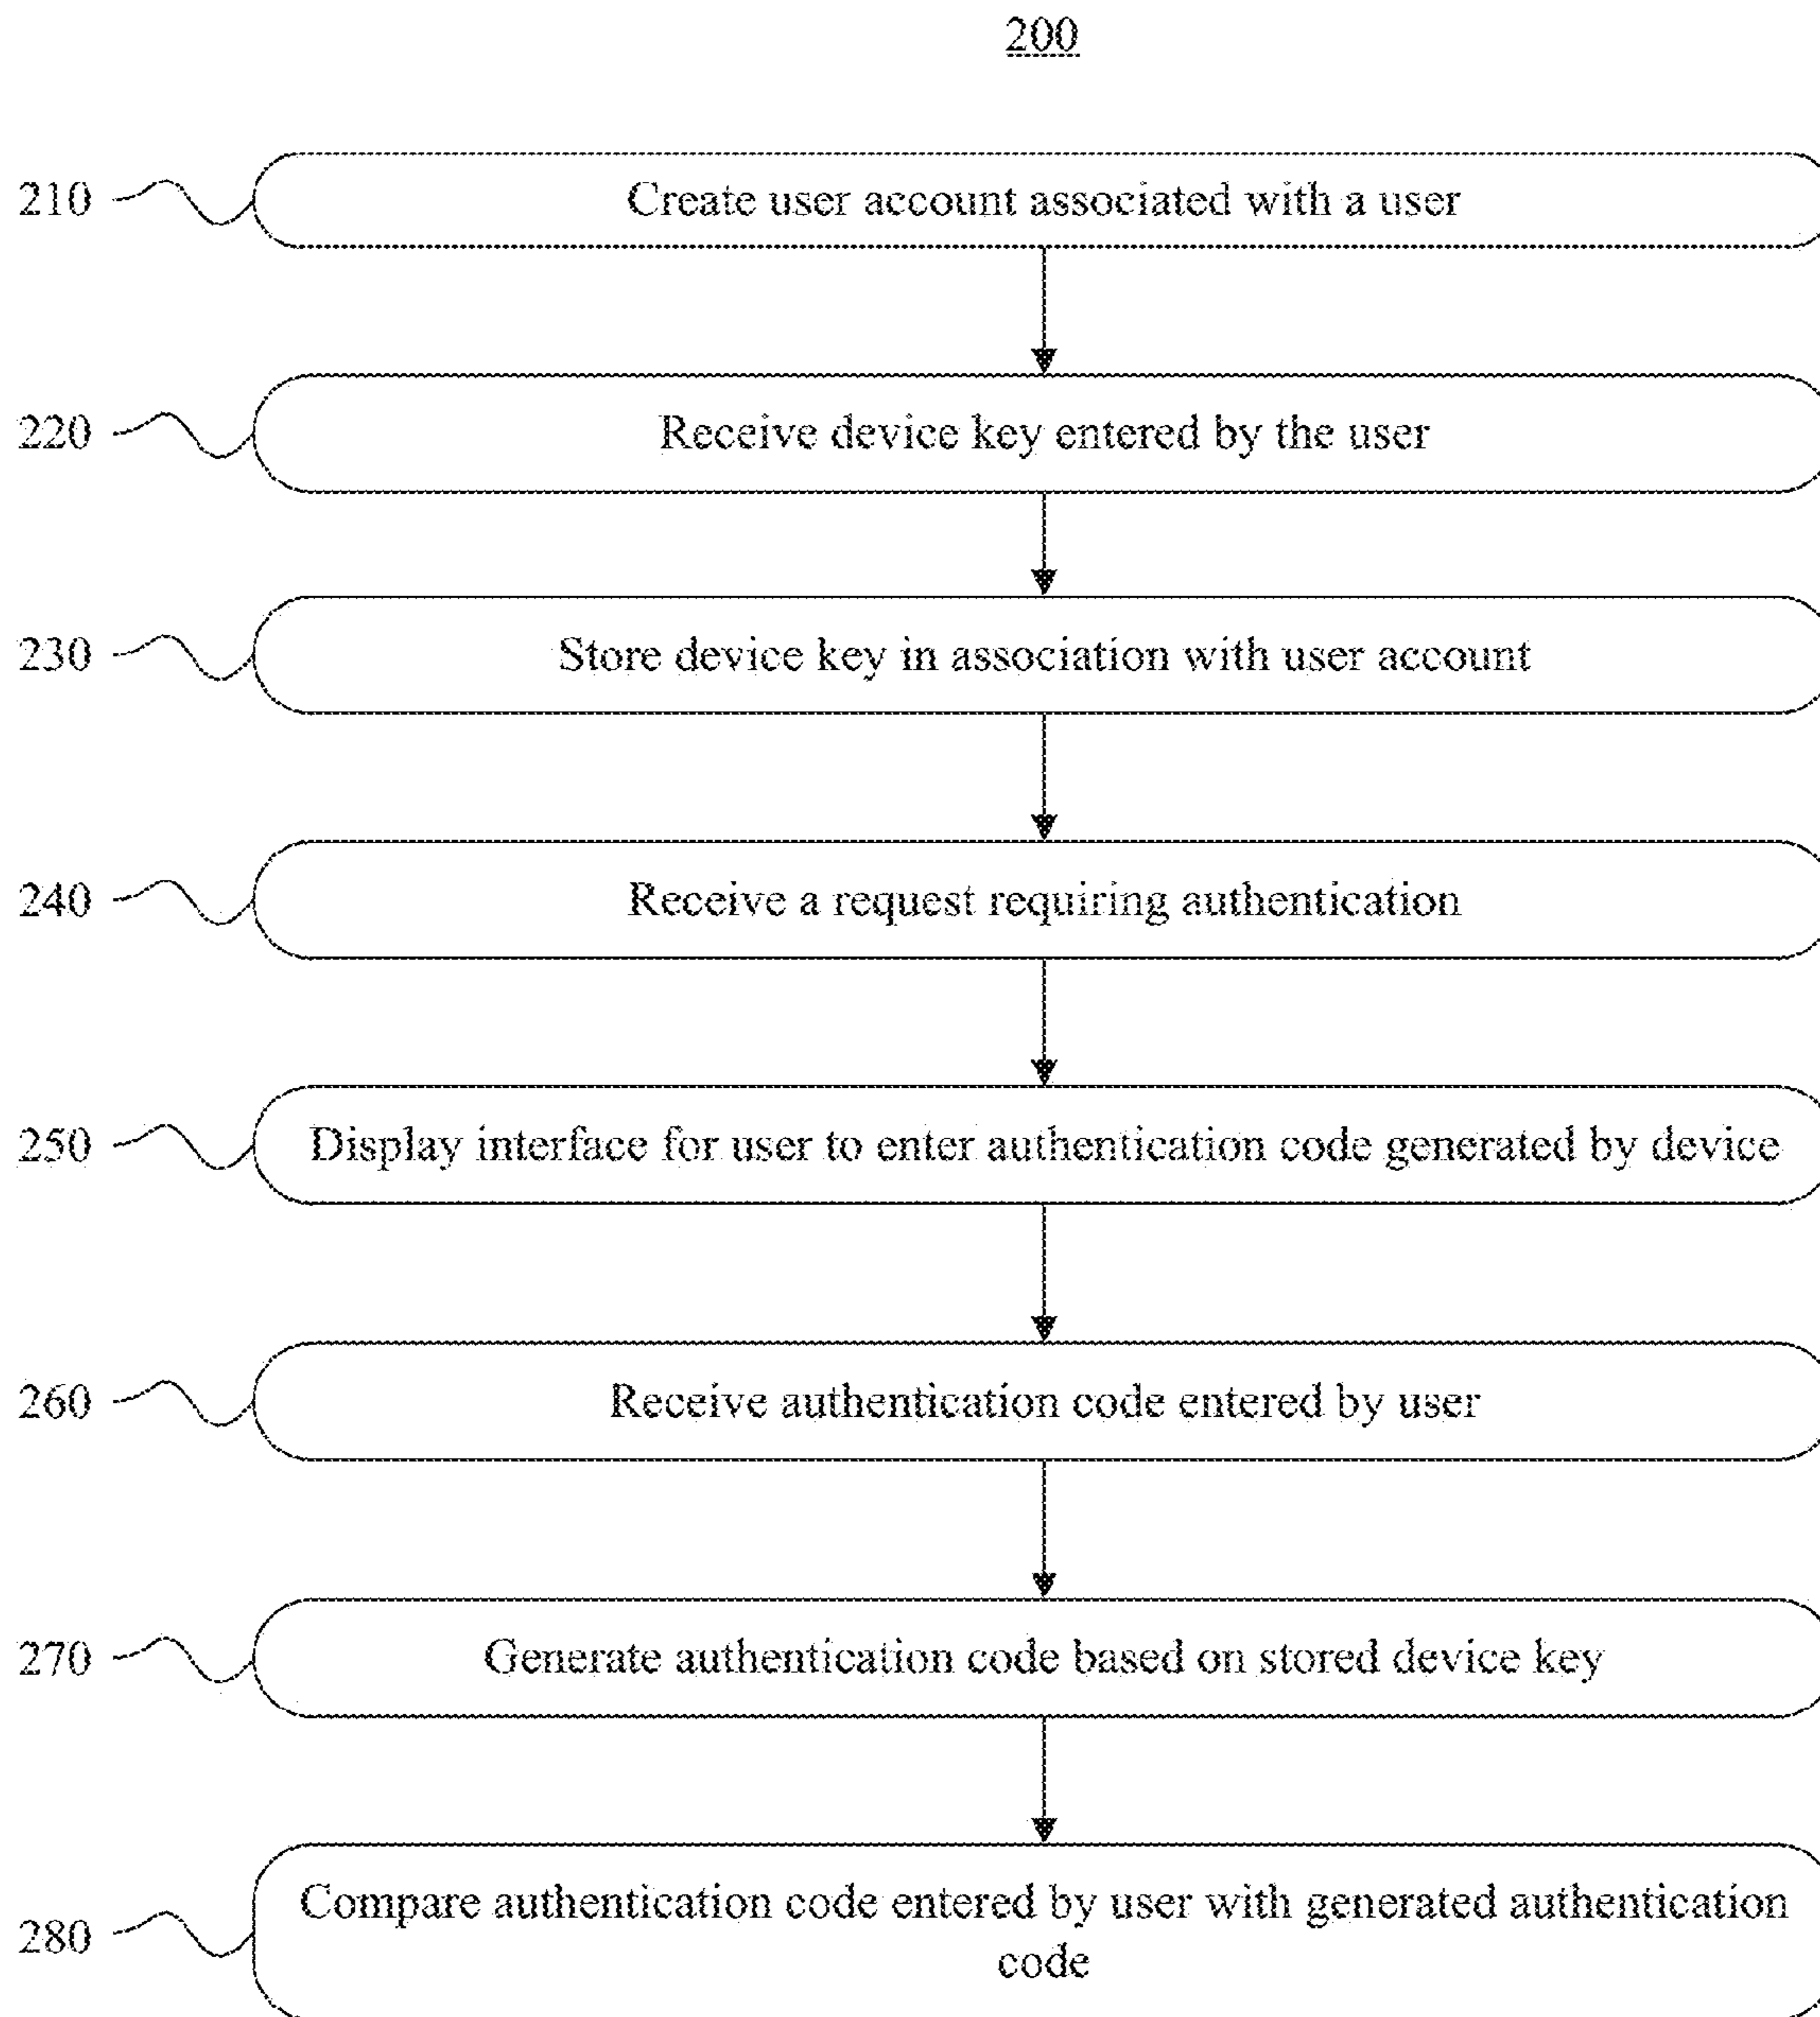 200
210 Create user account associated with a user
220 Receive device key entered by the user
230 Store device key in association with user account
240 Receive a request requiring authentication
250 Display interface for user to enter authentication code generated by device
260 Receive authentication code entered by user
270 Generate authentication code based on stored device key
280 Compare authentication code entered by user with generated authentication
code